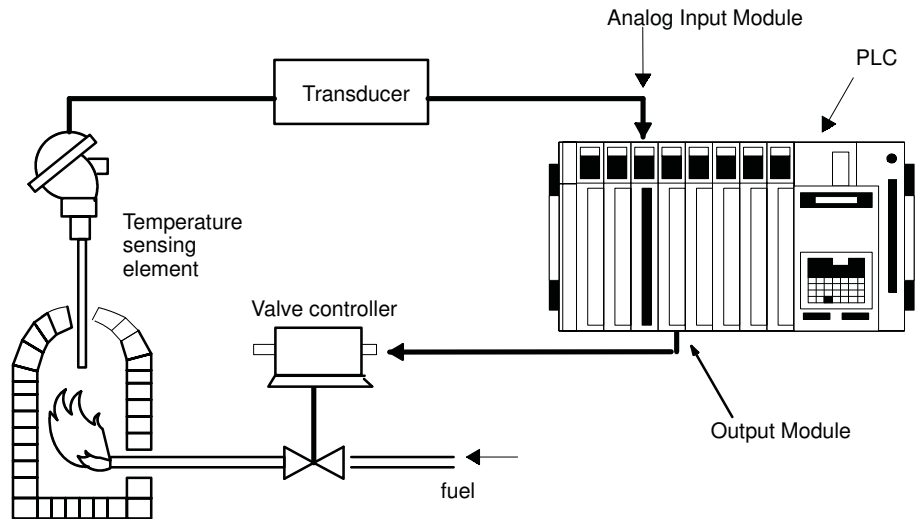 Analog Input Module
PLC
Transducer
Temperature
sensing
element
Valve controller
Output Module
fuel